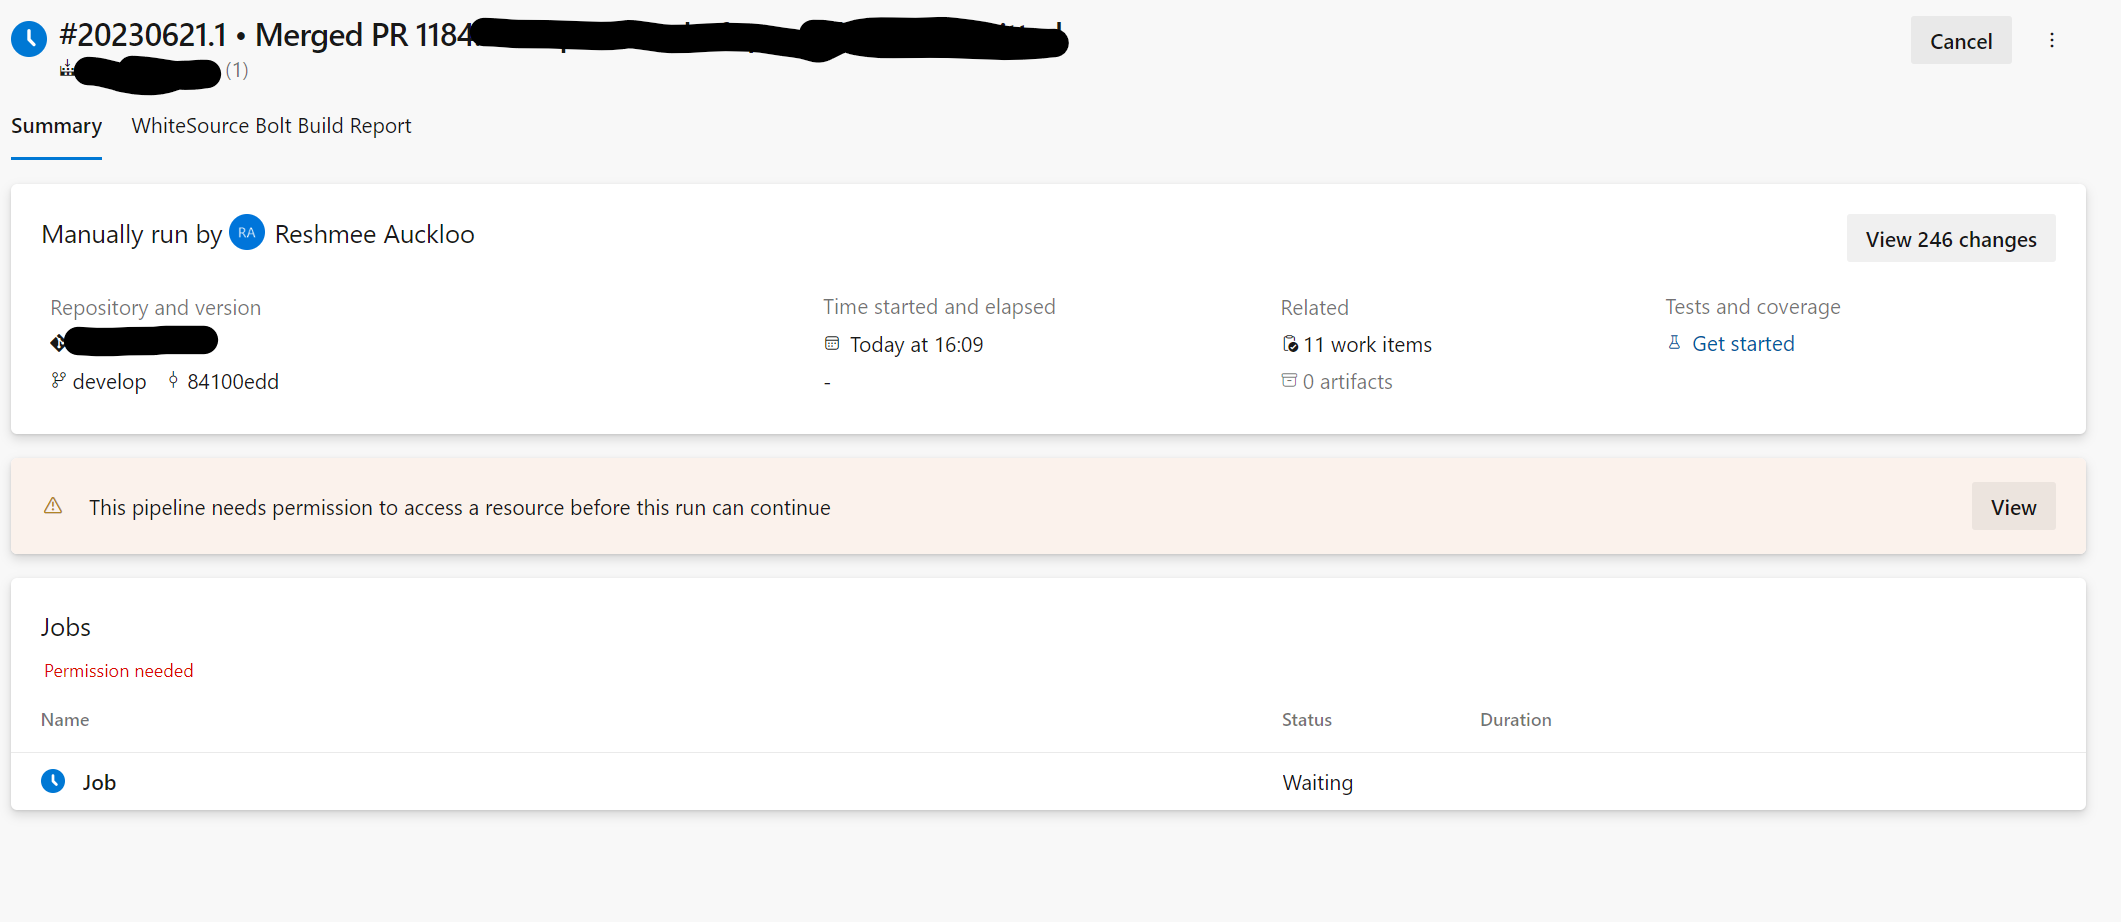 #20230621.1 • Merged PR 1184
(1)
Cancel
Summary WhiteSource Bolt Build Report
Manually run by RA Reshmee Auckloo
View 246 changes
Repository and version Time started and elapsed Related Tests and coverage
Today at 16:09 11 work items Get started
develop 84100edd - 0 artifacts
This pipeline needs permission to access a resource before this run can continue View
Jobs
Permission needed
Name Status Duration
Job Waiting